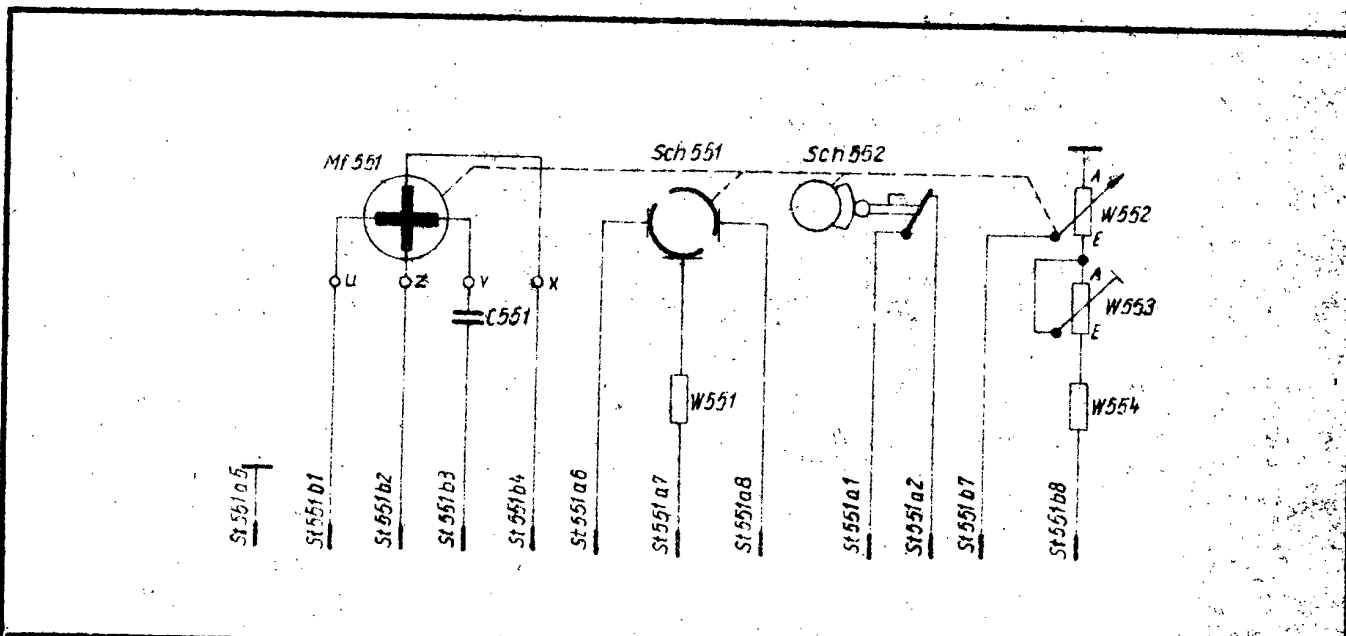 Mf 551
Sch 551
Sch 552
A
W552
E
U
Z
V
X
C551
A
W553
E
W551
W554
St 551 a5
St 551 b1
St 551 b2
St 551 b3
St 551 b4
St 551 a6
St 551 a7
St 551 a8
St 551 a1
St 551 a2
St 551 b7
St 551 b8